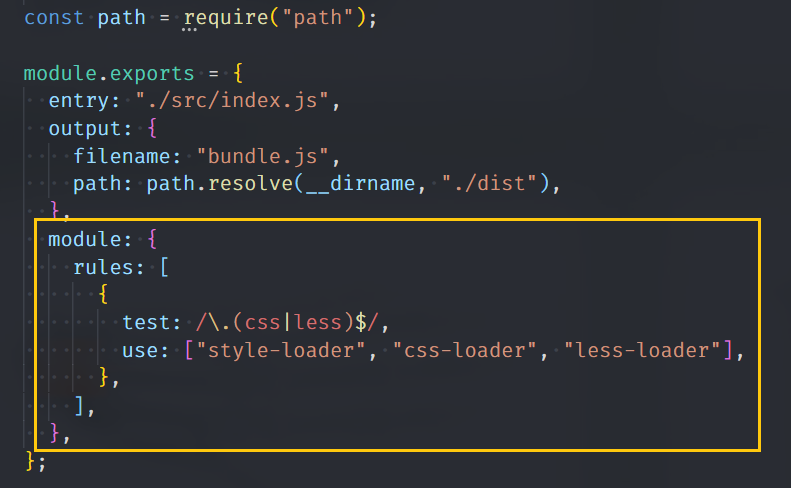 const path = require("path");
module.exports = {
entry: "./src/index.js",
output: {
filename: "bundle.js",
path: path.resolve(__dirname, "./dist"),
},
module: {
rules: [
{
test: /\.(css|less)$/,
use: ["style-loader", "css-loader", "less-loader"],
},
],
},
};